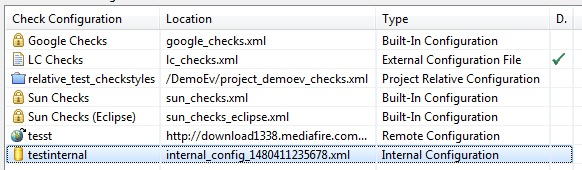 Check Configuration Location Type D.
Google Checks google_checks.xml Built-In Configuration
LC Checks lc_checks.xml External Configuration File
relative_test_checkstyles /DemoEv/project_demoev_checks.xml Project Relative Configuration
Sun Checks sun_checks.xml Built-In Configuration
Sun Checks (Eclipse) sun_checks_eclipse.xml Built-In Configuration
tesst http://download1338.mediafire.com... Remote Configuration
testinternal internal_config_1480411235678.xml Internal Configuration